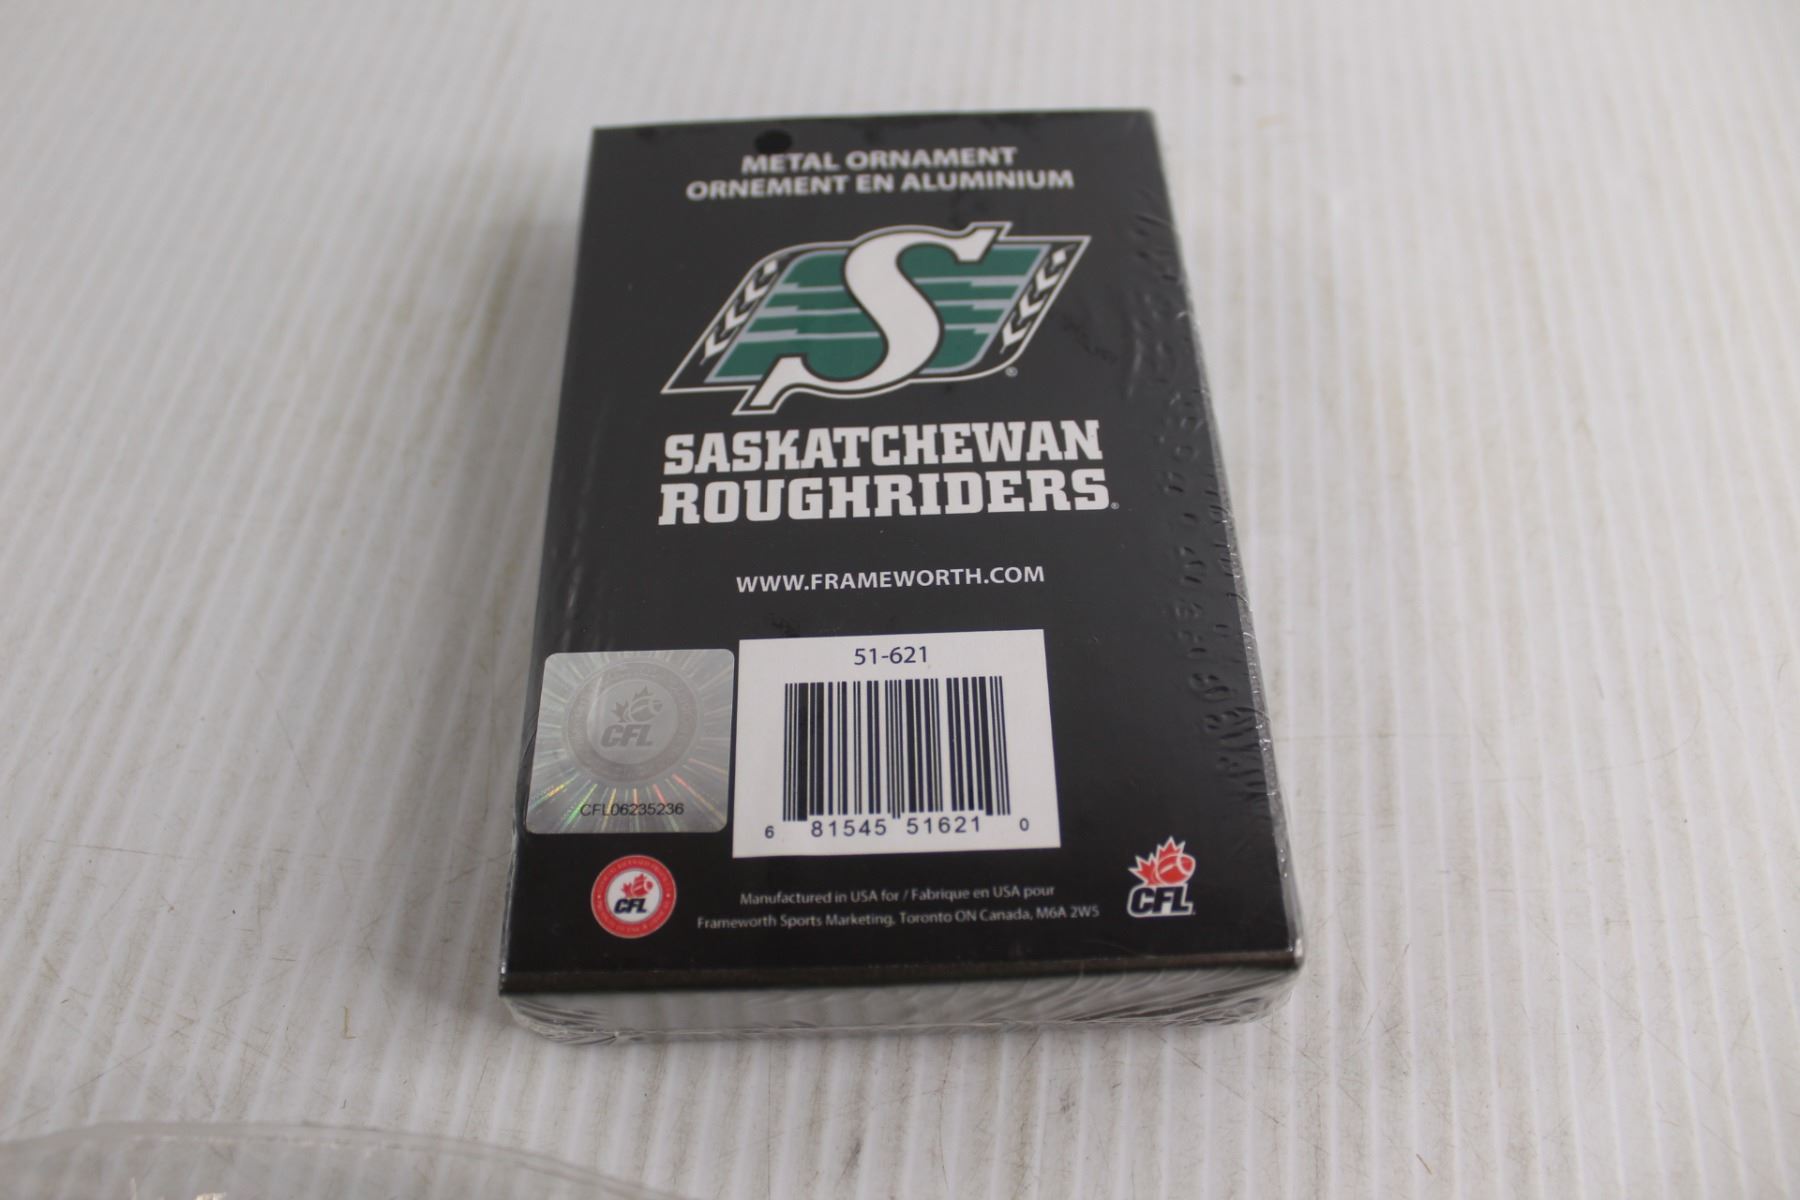 METAL ORNAMENT
ORNEMENT EN ALUMINIUM
S
®
SASKATCHEWAN
ROUGHRIDERS®
WWW.FRAMEWORTH.COM
51-621
6 81545 51621 0
CFL
CFL06235236
CFL
Manufactured in USA for / Fabrique en USA pour
Frameworth Sports Marketing, Toronto ON Canada, M6A 2W5
CFL